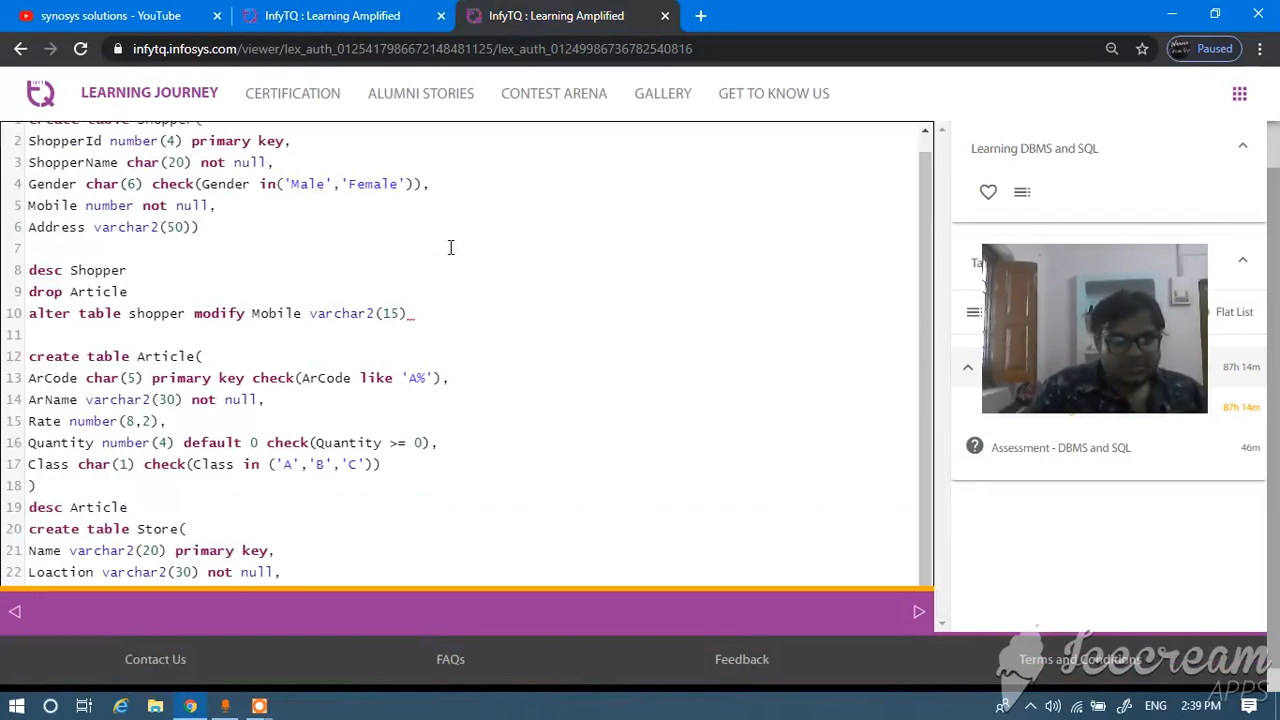 synosys solutions - YouTube
InfyTQ : Learning Amplified
InfyTQ : Learning Amplified
infytq.infosys.com/viewer/lex_auth_0125417986672148481125/lex_auth_01249986736782540816
Paused
LEARNING JOURNEY
CERTIFICATION
ALUMNI STORIES
CONTEST ARENA
GALLERY
GET TO KNOW US
1 create table Shopper(
2 ShopperId number(4) primary key,
3 ShopperName char(20) not null,
4 Gender char(6) check(Gender in('Male','Female')),
5 Mobile number not null,
6 Address varchar2(50))
7
8 desc Shopper
9 drop Article
10 alter table shopper modify Mobile varchar2(15)
11
12 create table Article(
13 ArCode char(5) primary key check(ArCode like 'A%'),
14 ArName varchar2(30) not null,
15 Rate number(8,2),
16 Quantity number(4) default 0 check(Quantity >= 0),
17 Class char(1) check(Class in ('A','B','C'))
18 )
19 desc Article
20 create table Store(
21 Name varchar2(20) primary key,
22 Loaction varchar2(30) not null,
Learning DBMS and SQL
Ta
Flat List
87h 14m
87h 14m
Assessment - DBMS and SQL
46m
Contact Us
FAQs
Feedback
Terms and Conditions
Icecream
APPS
ENG
2:39 PM